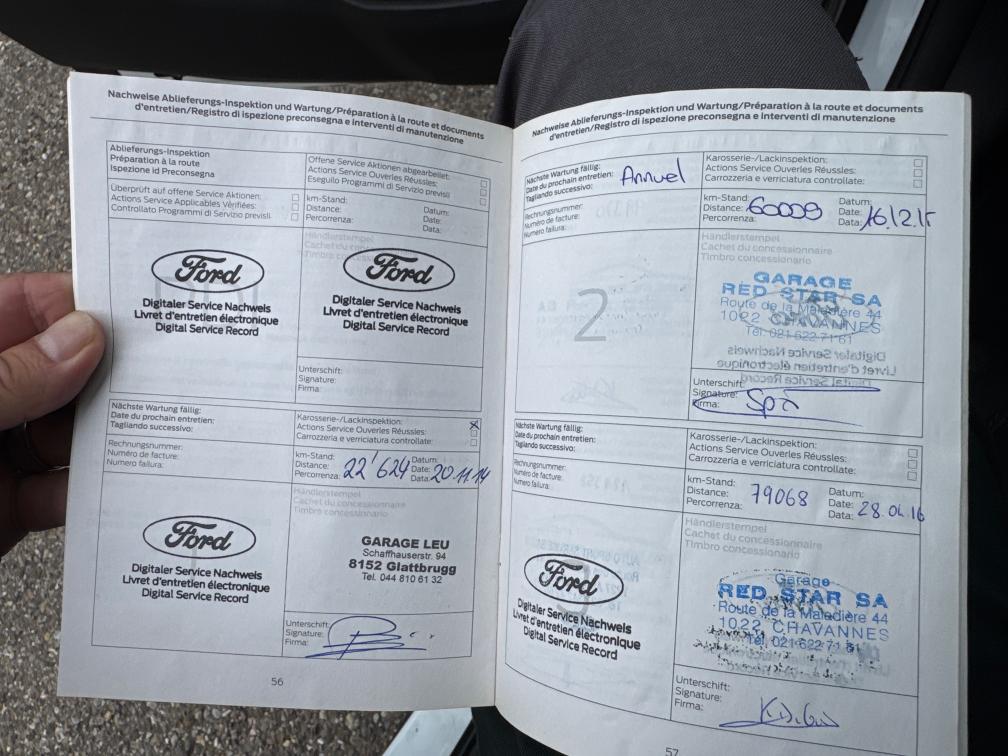 Nachweise Ablieferungs-Inspektion und Wartung/Préparation à la route et documents
d'entretien/Registro di ispezione preconsegna e interventi di manutenzione
Ablieferungs-Inspektion
Préparation à la route
Ispezione id Preconsegna
Offene Service Aktionen abgearbeitet:
Actions Service Ouvertes Réussies:
Eseguito Programmi di Servizio previsti
Überprüft auf offene Service Aktionen:
Actions Service Applicables Vérifiées:
Controllato Programmi di Servizio previsti
km-Stand:
Distance:
Percorrenza:
Datum:
Date:
Data:
Händlerstempel
Cachet du
Timbro
Ford
Digitaler Service Nachweis
Livret d'entretien électronique
Digital Service Record
Ford
Digitaler Service Nachweis
Livret d'entretien électronique
Digital Service Record
Unterschrift:
Signature:
Firma:
Nächste Wartung fällig:
Date du prochain entretien:
Tagliando successivo:
Karosserie-/Lackinspektion:
Actions Service Ouverles Réussles:
Carrozzeria e verriciatura controllate:
Rechnungsnummer:
Numéro de facture:
Numero failura:
km-Stand:
Distance:
Percorrenza:
22'624
Datum:
Date:
Data:
20.11.14
Händlerstempel
Cachet du concessionnaire
Timbro concessionnario
Ford
Digitaler Service Nachweis
Livret d'entretien électronique
Digital Service Record
GARAGE LEU
Schaffhauserstr. 94
8152 Glattbrugg
Tel. 044 810 61 32
Unterschrift:
Signature:
Firma:
56
Nachweise Ablieferungs-Inspektion und Wartung/Préparation à la route et documents
d'entretien/Registro di ispezione preconsegna e interventi di manutenzione
Nächste Wartung fällig:
Date du prochain entretien:
Tagliando successivo:
Annuel
Karosserie-/Lackinspektion:
Actions Service Ouvertes Réussies:
Carrozzeria e verriciatura controllate:
Rechnungsnummer:
Numéro de facture:
Numero failura:
km-Stand:
Distance:
Percorrenza:
60009
Datum:
Date:
Data:
16.12.15
2
Händlerstempel
Cachet du concessionnaire
Timbro concessionario
GARAGE
RED STAR SA
Route de la Maladière 44
1022 CHAVANNES
Tél. 021-622 71 61
Unterschrift:
Signature:
Firma:
Nächste Wartung fällig:
Date du prochain entretien:
Tagliando successivo:
Karosserie-/Lackinspektion:
Actions Service Ouvertes Réussies:
Carrozzeria e verriciatura controllate:
Rechnungsnummer:
Numéro de facture:
Numero failura:
km-Stand:
Distance:
Percorrenza:
79068
Datum:
Date:
Data:
28.04.16
Händlerstempel
Cachet du concessionnaire
Timbro concessionario
Ford
Digitaler Service Nachweis
Livret d'entretien électronique
Digital Service Record
Garage
RED STAR SA
Route de la Maladière 44
1022 CHAVANNES
Tél. 021-622 71
Unterschrift:
Signature:
Firma:
57